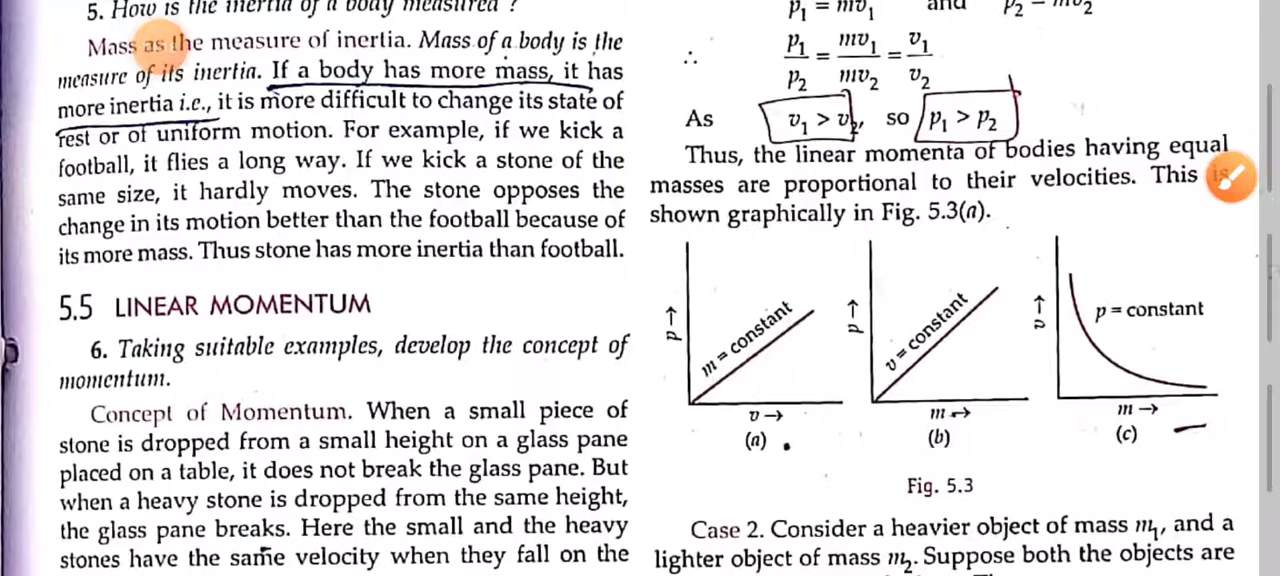 5. How is the inertia of a body measured ?
Mass as the measure of inertia. Mass of a body is the
measure of its inertia. If a body has more mass, it has
more inertia i.e., it is more difficult to change its state of
rest or of uniform motion. For example, if we kick a
football, it flies a long way. If we kick a stone of the
same size, it hardly moves. The stone opposes the
change in its motion better than the football because of
its more mass. Thus stone has more inertia than football.
5.5 LINEAR MOMENTUM
6. Taking suitable examples, develop the concept of
momentum.
Concept of Momentum. When a small piece of
stone is dropped from a small height on a glass pane
placed on a table, it does not break the glass pane. But
when a heavy stone is dropped from the same height,
the glass pane breaks. Here the small and the heavy
stones have the same velocity when they fall on the
p₁ = mv₁ and p₂ = mv₂
∴ p₁/p₂ = mv₁/mv₂ = v₁/v₂
As v₁ > v₂, so p₁ > p₂
Thus, the linear momenta of bodies having equal
masses are proportional to their velocities. This is
shown graphically in Fig. 5.3(a).
p→
m = constant
v→
(a)
p→
v = constant
m→
(b)
v→
p = constant
m→
(c)
Fig. 5.3
Case 2. Consider a heavier object of mass m₁, and a
lighter object of mass m₂. Suppose both the objects are